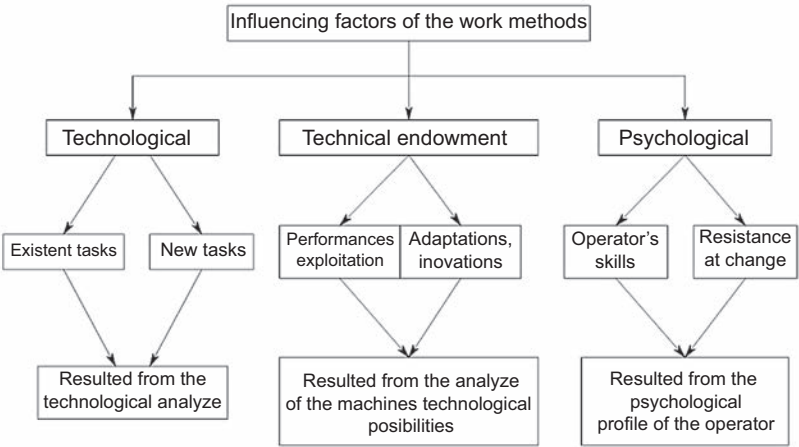 Influencing factors of the work methods
Technological
Technical endowment
Psychological
Existent tasks
New tasks
Performances
exploitation
Adaptations,
inovations
Operator's
skills
Resistance
at change
Resulted from the
technological analyze
Resulted from the analyze
of the machines technological
posibilities
Resulted from the
psychological
profile of the operator